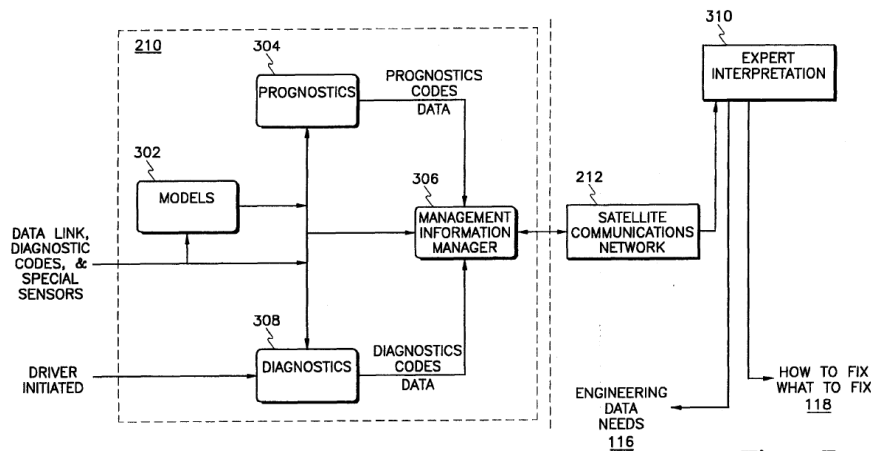 210
304
PROGNOSTICS
PROGNOSTICS
CODES
DATA
310
EXPERT
INTERPRETATION
302
MODELS
306
MANAGEMENT
INFORMATION
MANAGER
212
SATELLITE
COMMUNICATIONS
NETWORK
DATA LINK,
DIAGNOSTIC
CODES, &
SPECIAL
SENSORS
308
DIAGNOSTICS
DIAGNOSTICS
CODES
DATA
DRIVER
INITIATED
ENGINEERING
DATA
NEEDS
116
HOW TO FIX
WHAT TO FIX
118